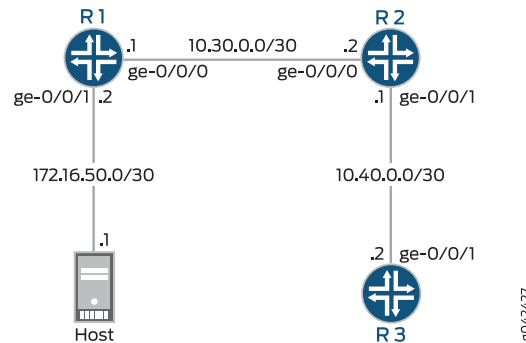 R1 R2
.1 10.30.0.0/30 .2
ge-0/0/0 ge-0/0/0
ge-0/0/1 .2 .1 ge-0/0/1
172.16.50.0/30 10.40.0.0/30
.1 .2 ge-0/0/1
Host R3